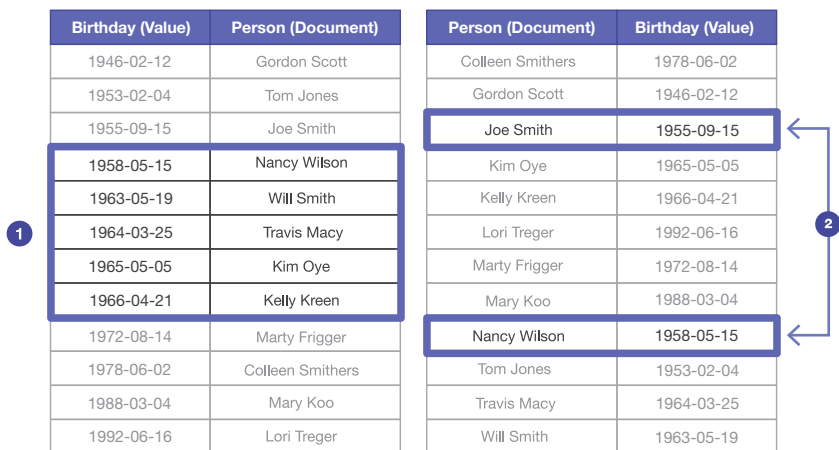 Birthday (Value) Person (Document)
1946-02-12 Gordon Scott
1953-02-04 Tom Jones
1955-09-15 Joe Smith
1958-05-15 Nancy Wilson
1963-05-19 Will Smith
1964-03-25 Travis Macy
1965-05-05 Kim Oye
1966-04-21 Kelly Kreen
1972-08-14 Marty Frigger
1978-06-02 Colleen Smithers
1988-03-04 Mary Koo
1992-06-16 Lori Treger
1
Person (Document) Birthday (Value)
Colleen Smithers 1978-06-02
Gordon Scott 1946-02-12
Joe Smith 1955-09-15
Kim Oye 1965-05-05
Kelly Kreen 1966-04-21
Lori Treger 1992-06-16
Marty Frigger 1972-08-14
Mary Koo 1988-03-04
Nancy Wilson 1958-05-15
Tom Jones 1953-02-04
Travis Macy 1964-03-25
Will Smith 1963-05-19
2